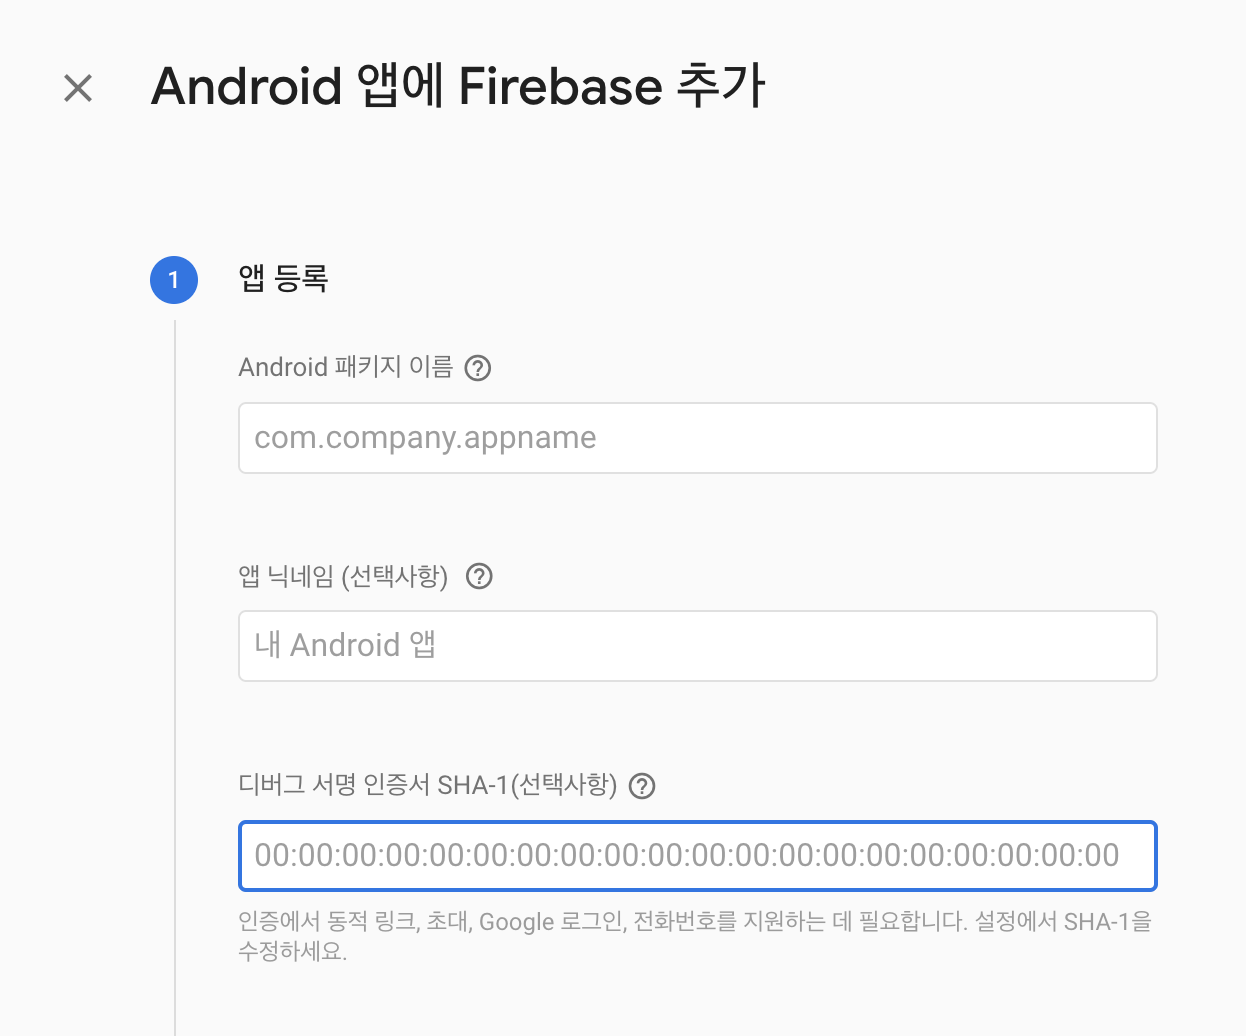 Android 앱에 Firebase 추가
1
앱 등록
Android 패키지 이름 ?
com.company.appname
앱 닉네임 (선택사항) ?
내 Android 앱
디버그 서명 인증서 SHA-1(선택사항) ?
00:00:00:00:00:00:00:00:00:00:00:00:00:00:00:00:00:00:00:00
인증에서 동적 링크, 초대, Google 로그인, 전화번호를 지원하는 데 필요합니다. 설정에서 SHA-1을
수정하세요.